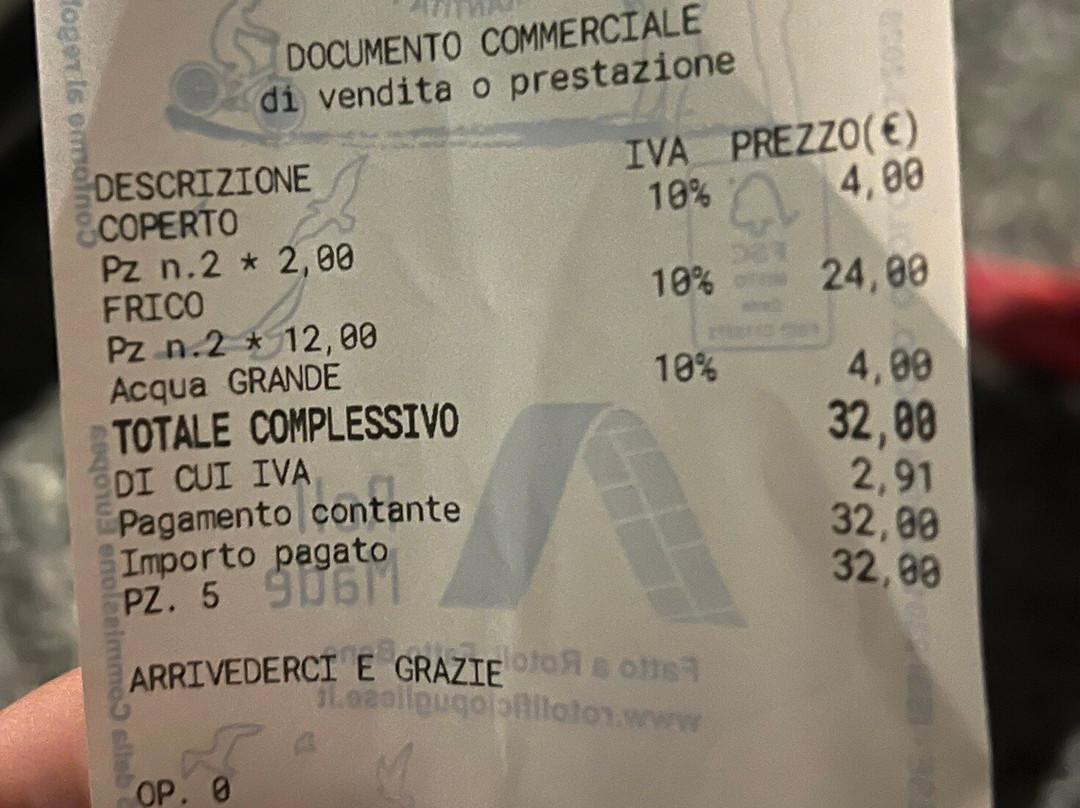 DOCUMENTO COMMERCIALE
di vendita o prestazione
DESCRIZIONE IVA PREZZO(€)
COPERTO 10% 4,00
Pz n.2 * 2,00
FRICO 10% 24,00
Pz n.2 * 12,00
Acqua GRANDE 10% 4,00
TOTALE COMPLESSIVO 32,00
DI CUI IVA 2,91
Pagamento contante 32,00
Importo pagato 32,00
PZ. 5
ARRIVEDERCI E GRAZIE
OP. 0